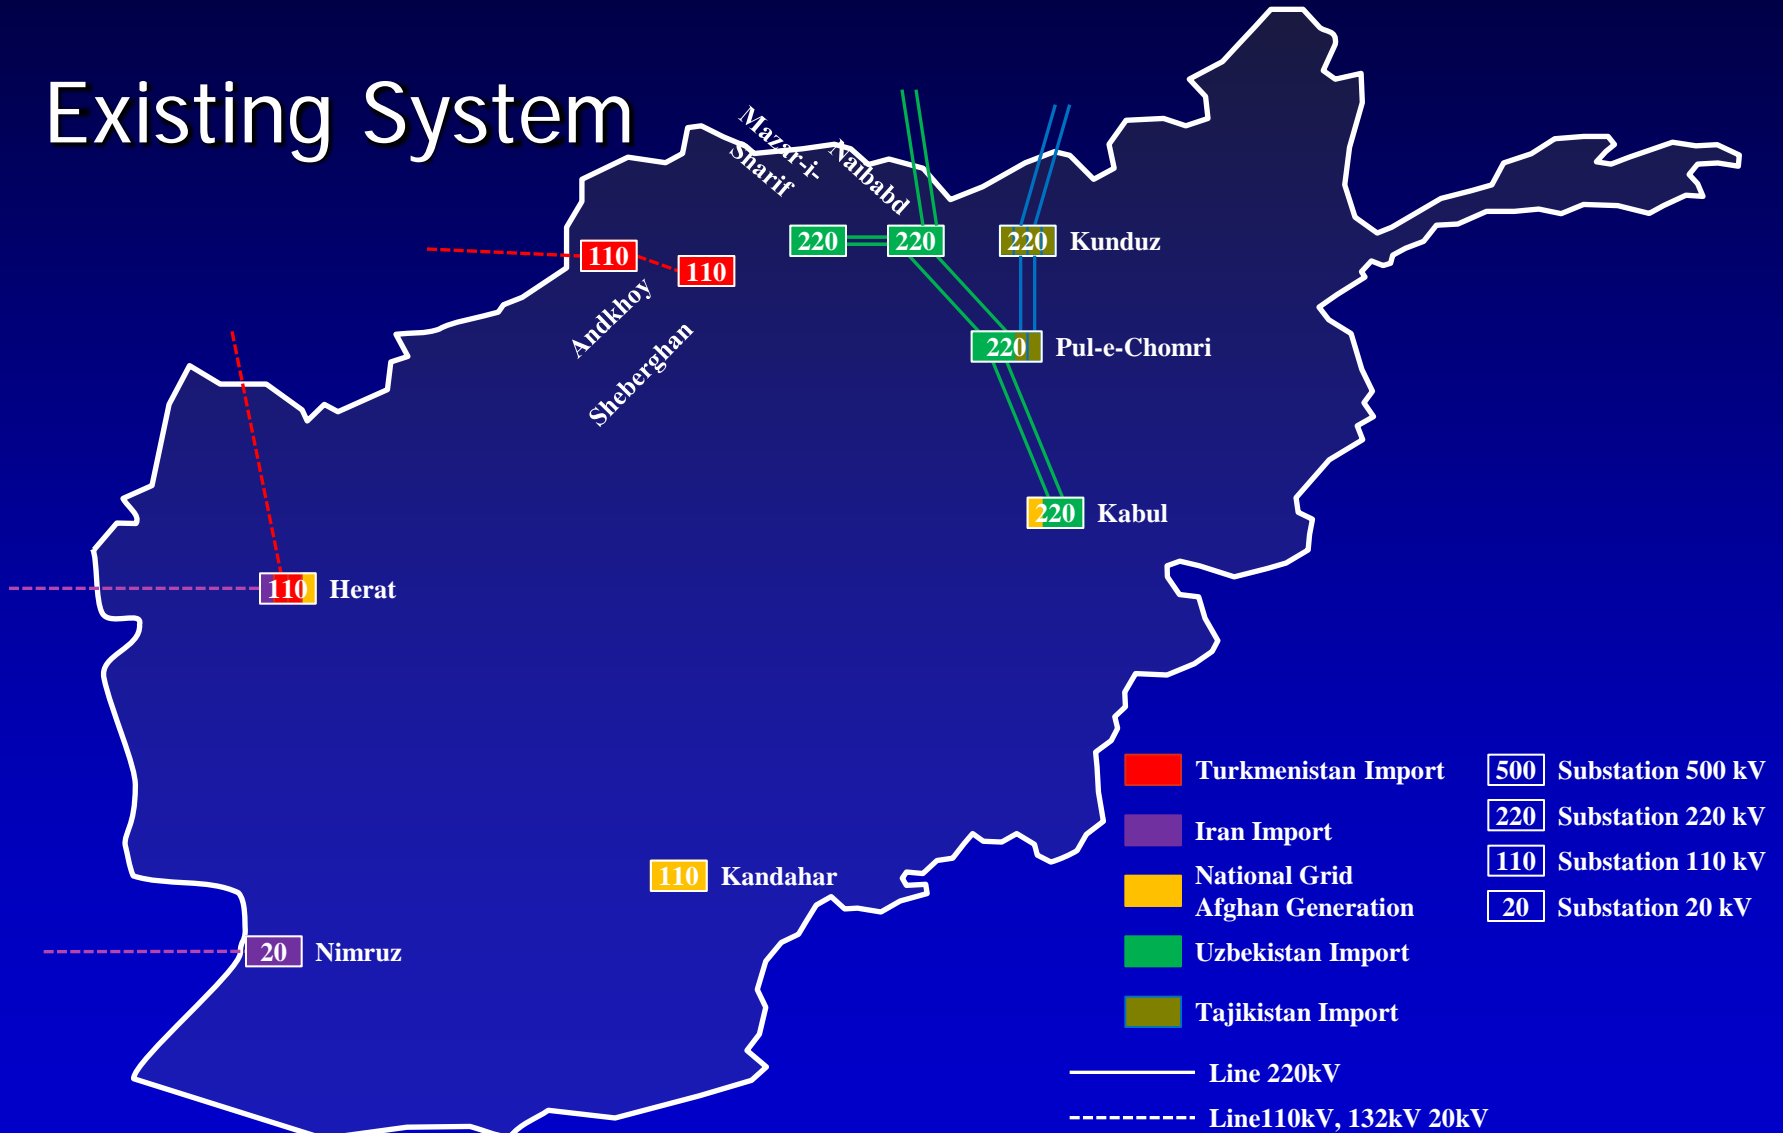 Existing System
Mazar-i-
Sharif
Naibabd
220
220
220
Kunduz
110
110
Andkhoy
Sheberghan
220
Pul-e-Chomri
220
Kabul
110
Herat
110
Kandahar
20
Nimruz
Turkmenistan Import
Iran Import
National Grid
Afghan Generation
Uzbekistan Import
Tajikistan Import
500 Substation 500 kV
220 Substation 220 kV
110 Substation 110 kV
20 Substation 20 kV
Line 220kV
Line110kV, 132kV 20kV